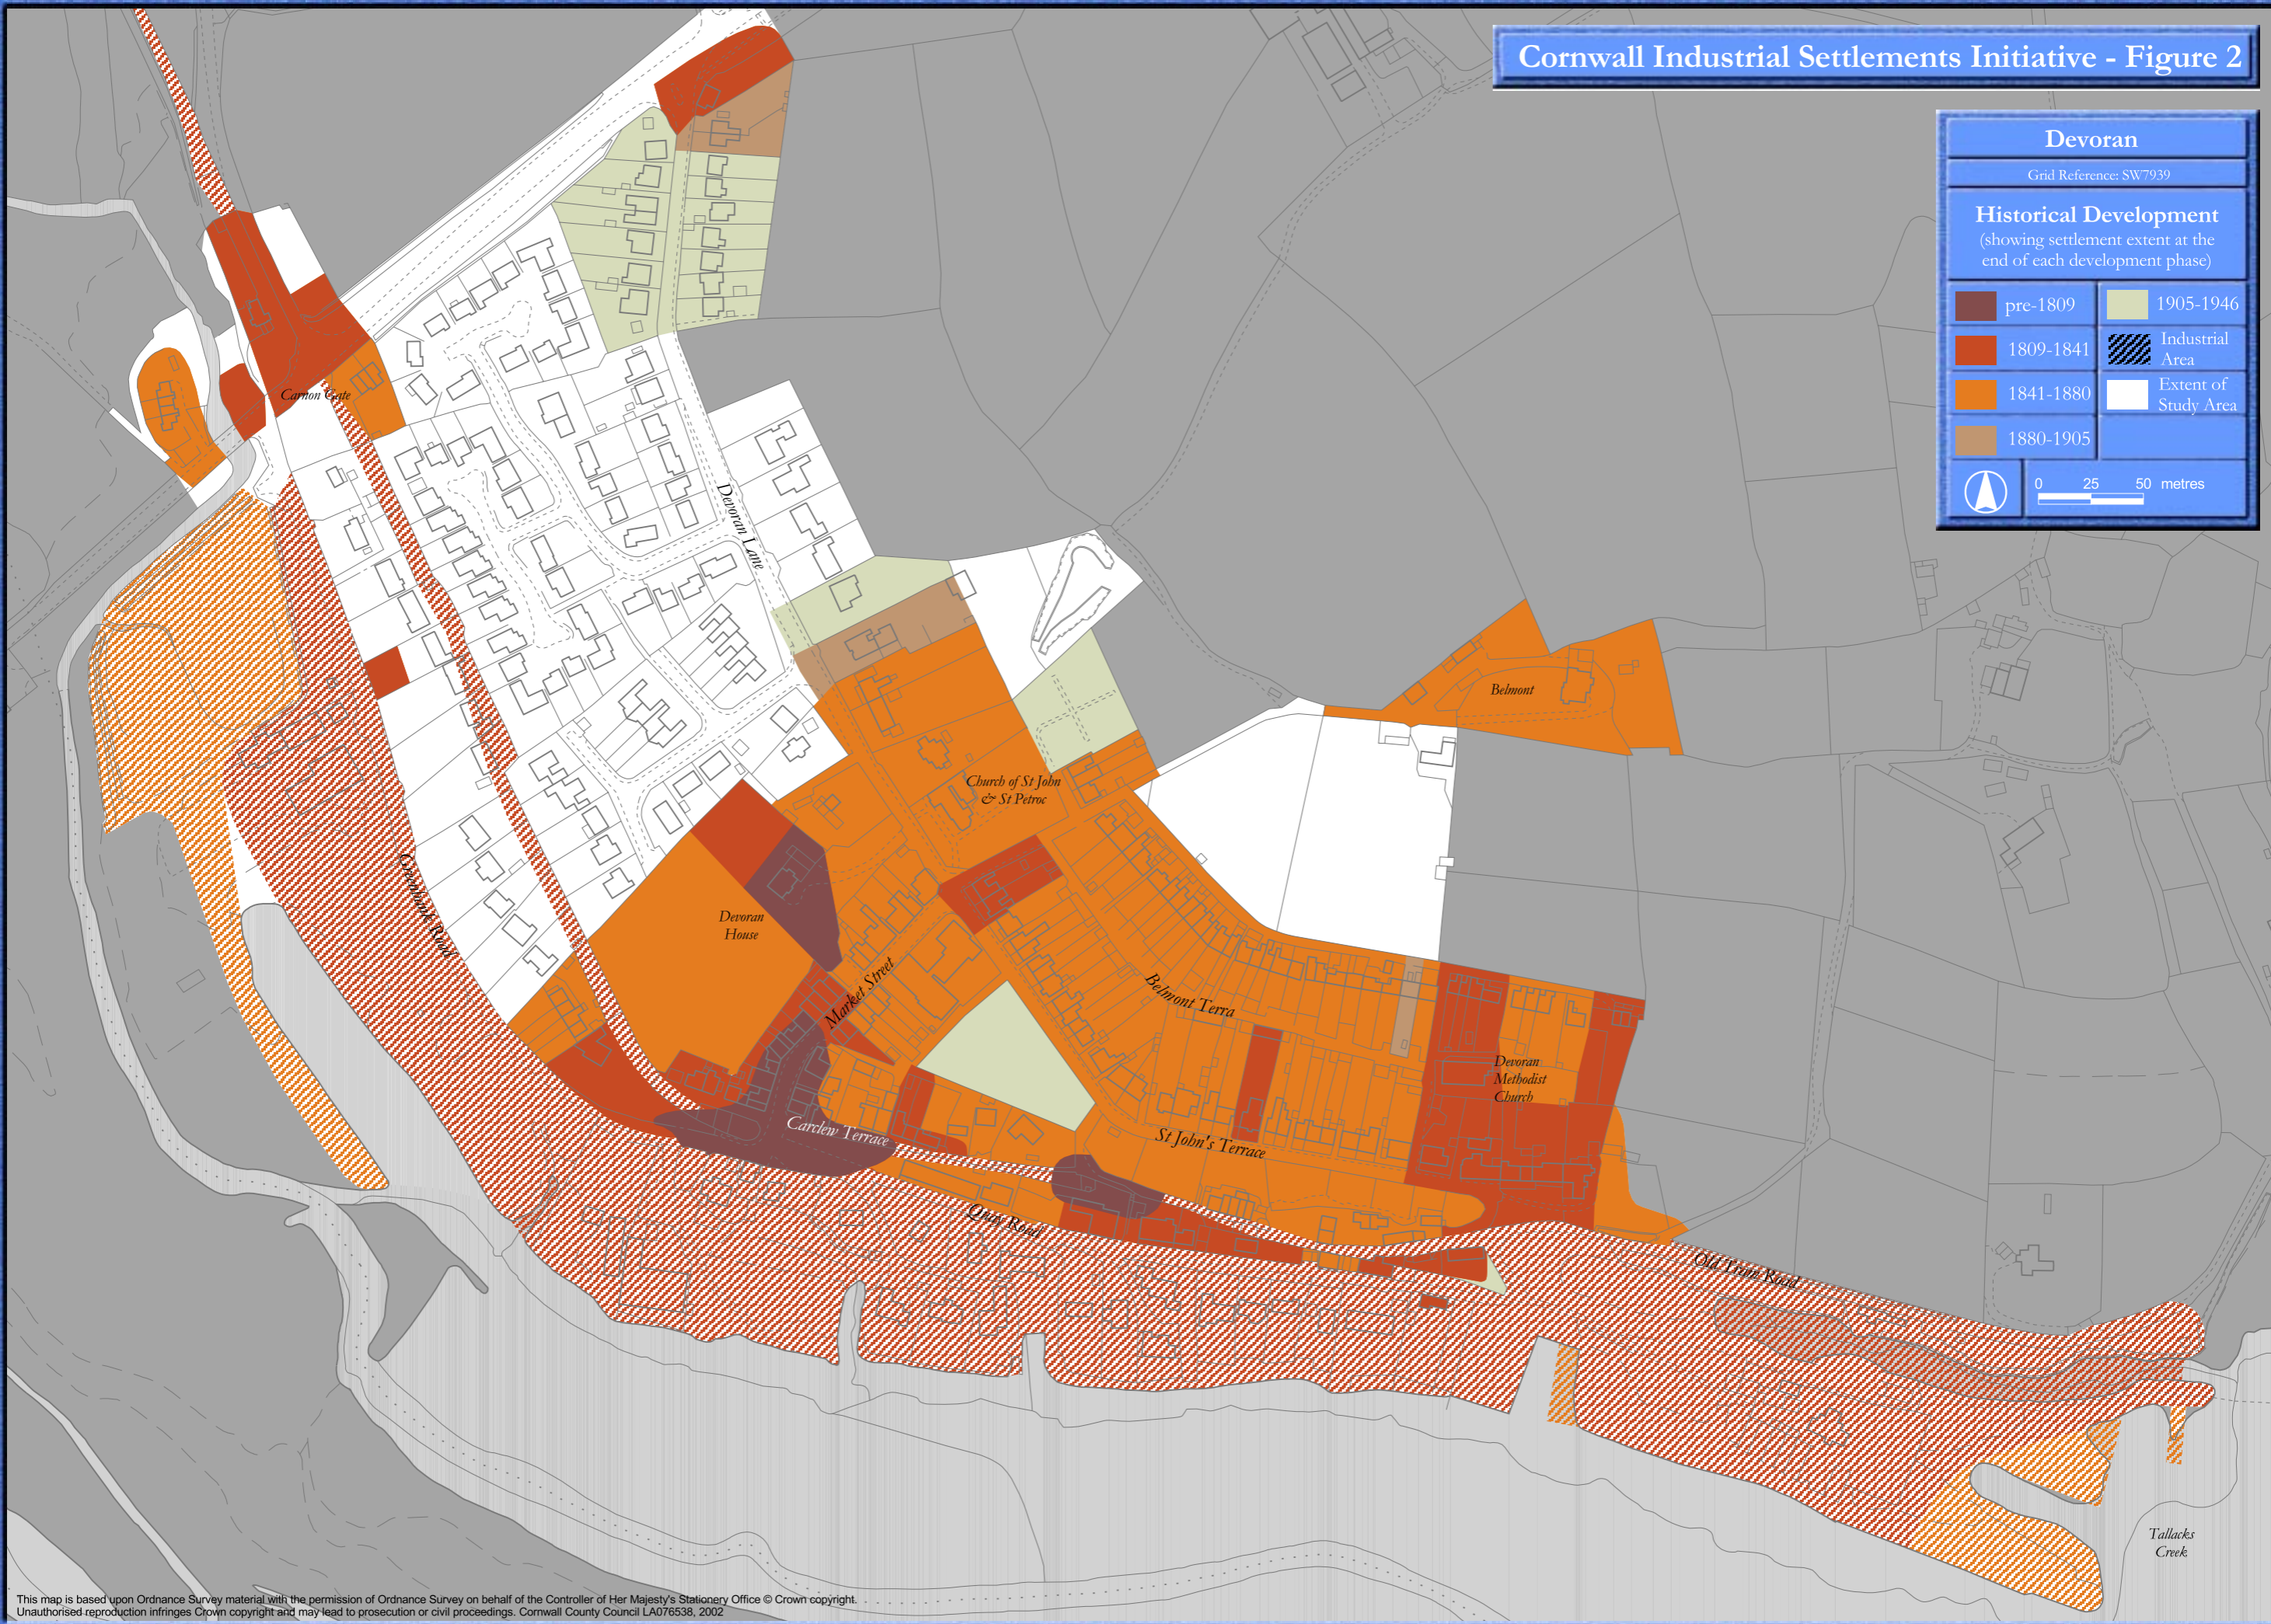 Cornwall Industrial Settlements Initiative - Figure 2
Devoran
Grid Reference: SW7939
Historical Development
(showing settlement extent at the
end of each development phase)
pre-1809
1905-1946
1809-1841
Industrial
Area
1841-1880
Extent of
Study Area
1880-1905
0 25 50 metres
Carnon Gate
Devoran Lane
Belmont
Church of St John
& St Petroc
Greenbank Road
Devoran
House
Market Street
Belmont Terra
Devoran
Methodist
Church
Carclew Terrace
St John's Terrace
Quay Road
Old Tram Road
Tallacks
Creek
This map is based upon Ordnance Survey material with the permission of Ordnance Survey on behalf of the Controller of Her Majesty's Stationery Office © Crown copyright.
Unauthorised reproduction infringes Crown copyright and may lead to prosecution or civil proceedings. Cornwall County Council LA076538, 2002